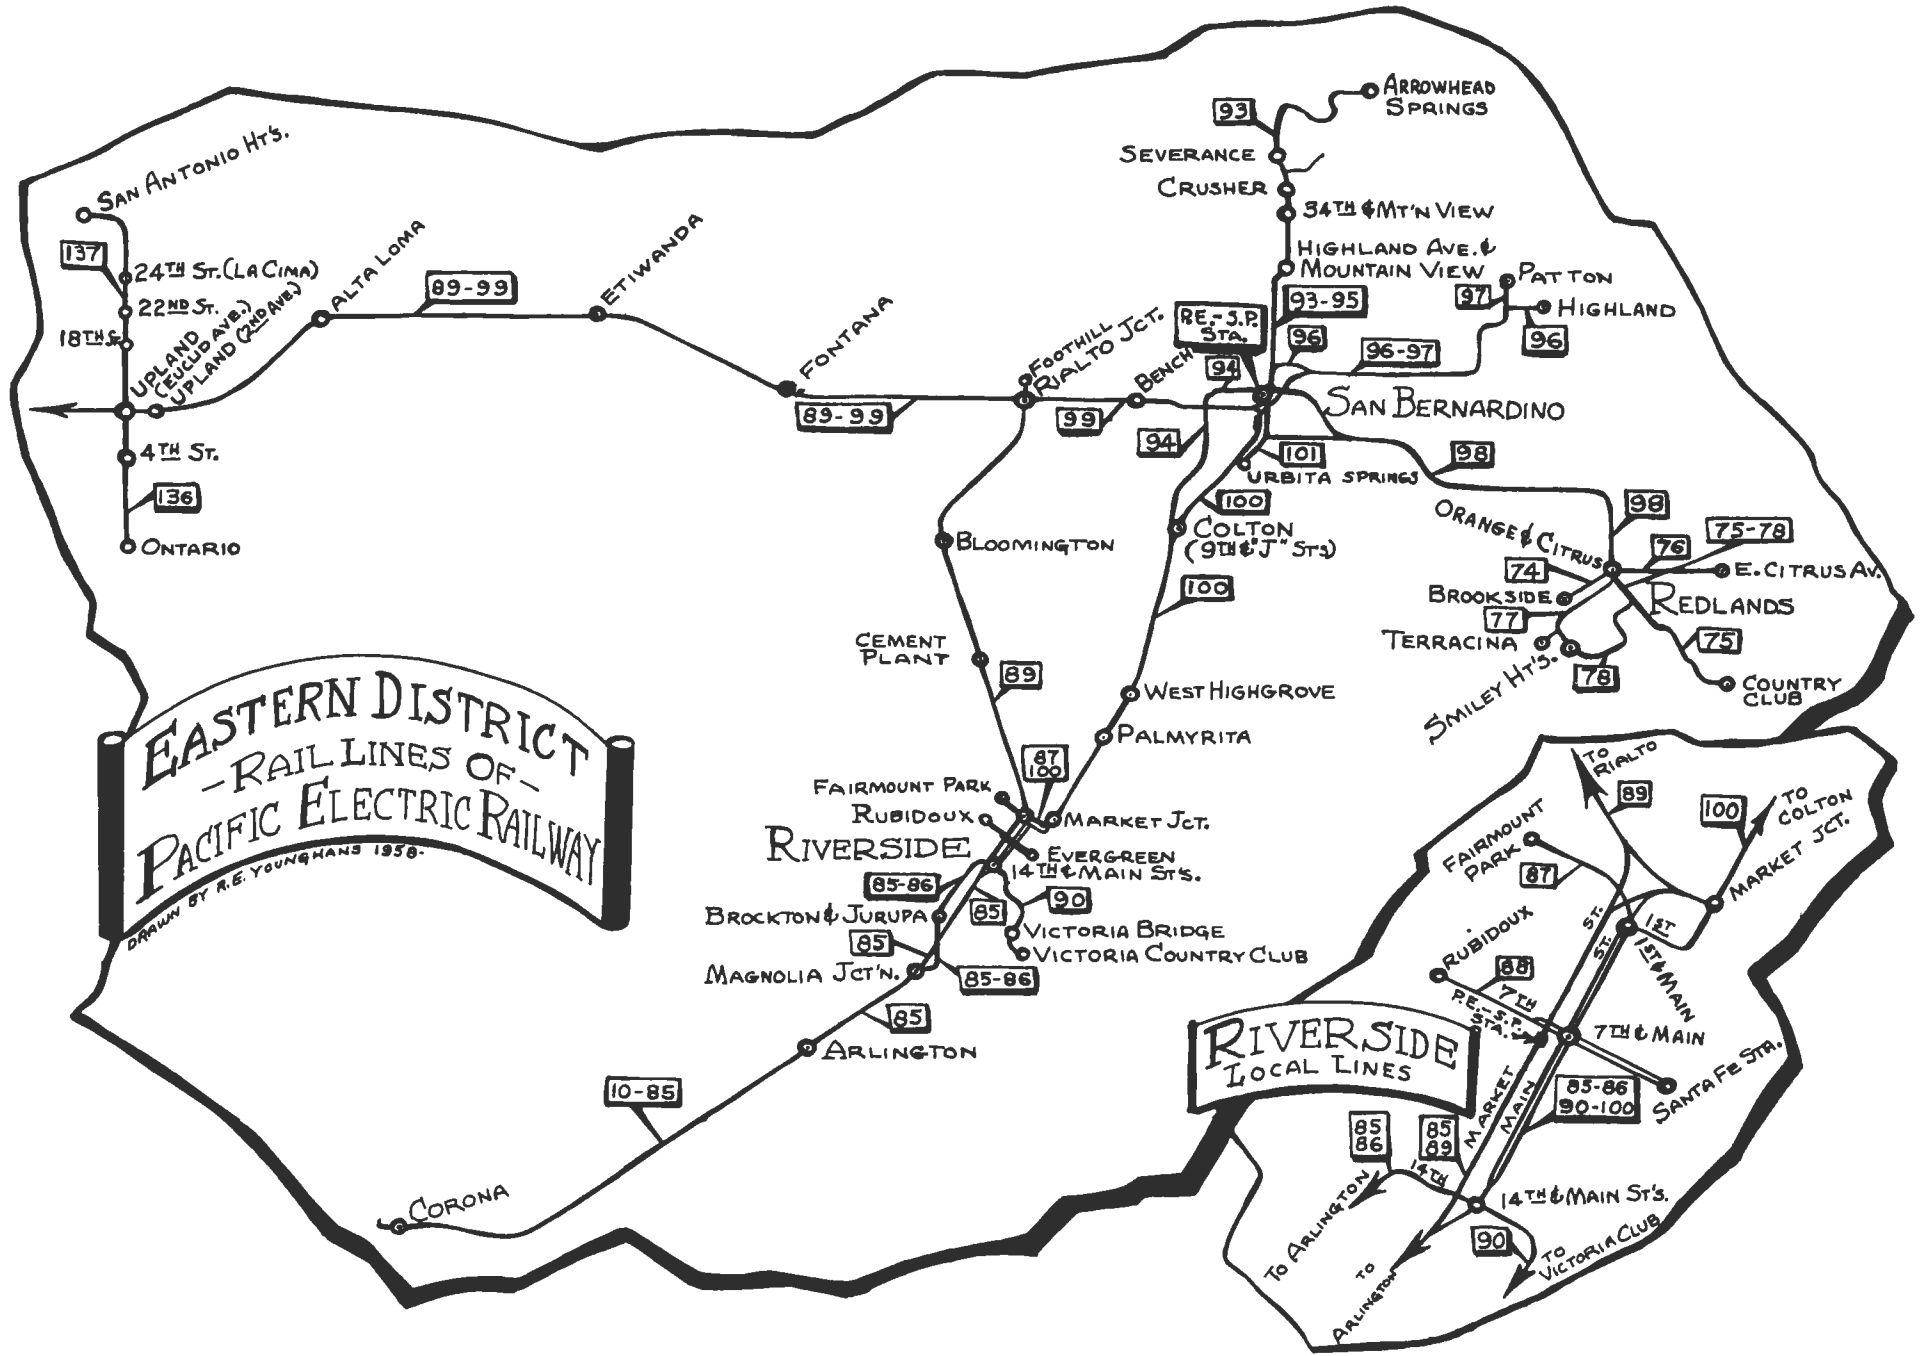 ARROWHEAD
SPRINGS
93
SEVERANCE
CRUSHER
34TH & MT'N VIEW
HIGHLAND AVE. &
MOUNTAIN VIEW
PATTON
97
HIGHLAND
96
93-95
P.E.-S.P.
STA.
96
96-97
94
SAN BERNARDINO
SAN ANTONIO HT'S.
137
24TH ST. (LA CIMA)
22ND ST.
18TH S
UPLAND
(EUCLID AVE.)
UPLAND (2ND AVE.)
ALTA LOMA
89-99
ETIWANDA
FONTANA
89-99
FOOTHILL
RIALTO JCT.
BENCH
99
94
101
URBITA SPRINGS
98
100
4TH ST.
136
ONTARIO
BLOOMINGTON
COLTON
(9TH & "J" STS)
100
ORANGE & CITRUS
98
75-78
76
E. CITRUS AV.
74
BROOKSIDE
REDLANDS
77
TERRACINA
SMILEY HT'S.
78
75
COUNTRY
CLUB
CEMENT
PLANT
89
WEST HIGHGROVE
PALMYRITA
EASTERN DISTRICT
-RAIL LINES OF-
PACIFIC ELECTRIC RAILWAY
DRAWN BY R.E. YOUNGHANS 1958-
87
100
FAIRMOUNT PARK
RUBIDOUX
MARKET JCT.
RIVERSIDE
EVERGREEN
14TH & MAIN ST'S.
85-86
85
90
BROCKTON & JURUPA
VICTORIA BRIDGE
85
VICTORIA COUNTRY CLUB
MAGNOLIA JCT'N.
85-86
85
ARLINGTON
10-85
CORONA
TO
RIALTO
89
100
TO
COLTON
FAIRMOUNT
PARK
87
MARKET JCT.
ST.
ST.
1ST
1ST & MAIN
RUBIDOUX
88
7TH
P.E.-S.P.
STA.
7TH & MAIN
SANTA FE STA.
RIVERSIDE
LOCAL LINES
MARKET
MAIN
85-86
90-100
85
86
85
89
14TH
14TH & MAIN ST'S.
90
TO ARLINGTON
TO
ARLINGTON
TO
VICTORIA CLUB